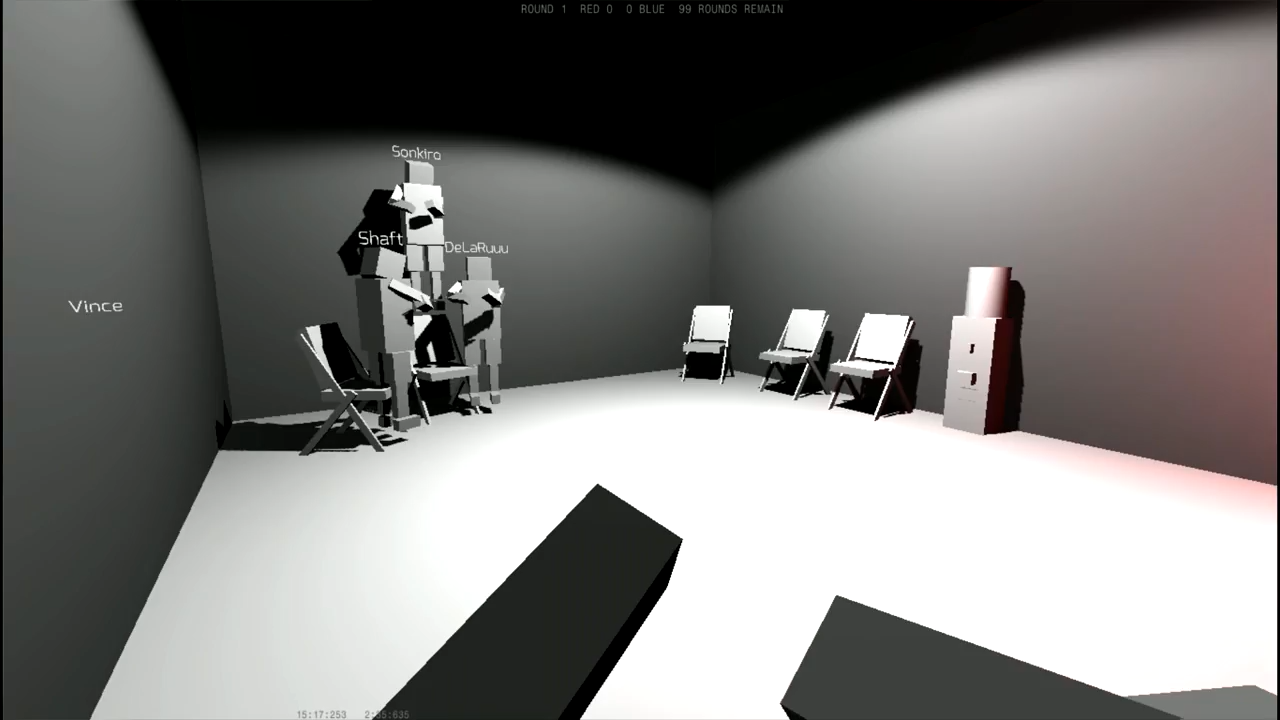 ROUND 1 RED 0 0 BLUE 99 ROUNDS REMAIN
Sonkiro
Shaft
DeLaRuuu
Vince
15:17:253